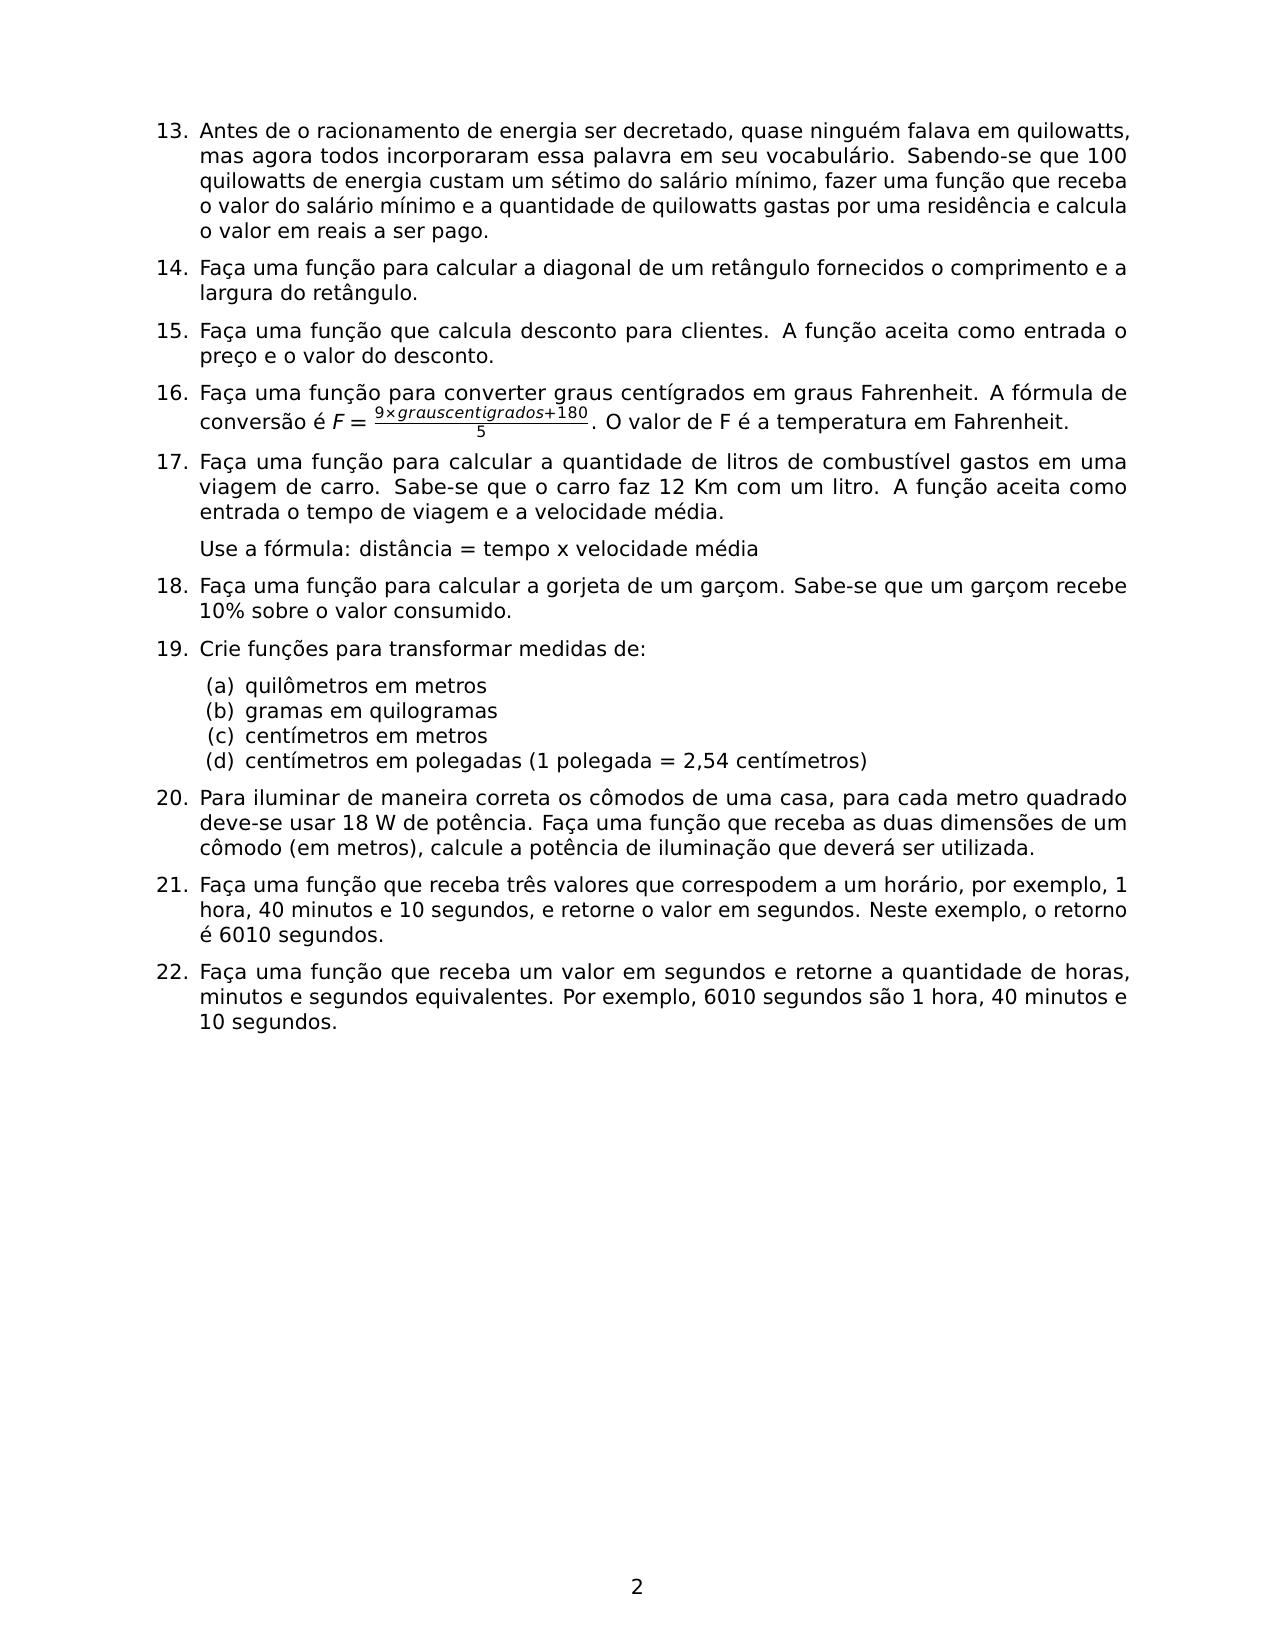 13. Antes de o racionamento de energia ser decretado, quase ninguém falava em quilowatts,
mas agora todos incorporaram essa palavra em seu vocabulário. Sabendo-se que 100
quilowatts de energia custam um sétimo do salário mínimo, fazer uma função que receba
o valor do salário mínimo e a quantidade de quilowatts gastas por uma residência e calcula
o valor em reais a ser pago.
14. Faça uma função para calcular a diagonal de um retângulo fornecidos o comprimento e a
largura do retângulo.
15. Faça uma função que calcula desconto para clientes. A função aceita como entrada o
preço e o valor do desconto.
16. Faça uma função para converter graus centígrados em graus Fahrenheit. A fórmula de
conversão é F = \frac{9×grauscentigrados+180}{5}. O valor de F é a temperatura em Fahrenheit.
17. Faça uma função para calcular a quantidade de litros de combustível gastos em uma
viagem de carro. Sabe-se que o carro faz 12 Km com um litro. A função aceita como
entrada o tempo de viagem e a velocidade média.
Use a fórmula: distância = tempo x velocidade média
18. Faça uma função para calcular a gorjeta de um garçom. Sabe-se que um garçom recebe
10% sobre o valor consumido.
19. Crie funções para transformar medidas de:
(a) quilômetros em metros
(b) gramas em quilogramas
(c) centímetros em metros
(d) centímetros em polegadas (1 polegada = 2,54 centímetros)
20. Para iluminar de maneira correta os cômodos de uma casa, para cada metro quadrado
deve-se usar 18 W de potência. Faça uma função que receba as duas dimensões de um
cômodo (em metros), calcule a potência de iluminação que deverá ser utilizada.
21. Faça uma função que receba três valores que correspodem a um horário, por exemplo, 1
hora, 40 minutos e 10 segundos, e retorne o valor em segundos. Neste exemplo, o retorno
é 6010 segundos.
22. Faça uma função que receba um valor em segundos e retorne a quantidade de horas,
minutos e segundos equivalentes. Por exemplo, 6010 segundos são 1 hora, 40 minutos e
10 segundos.
2